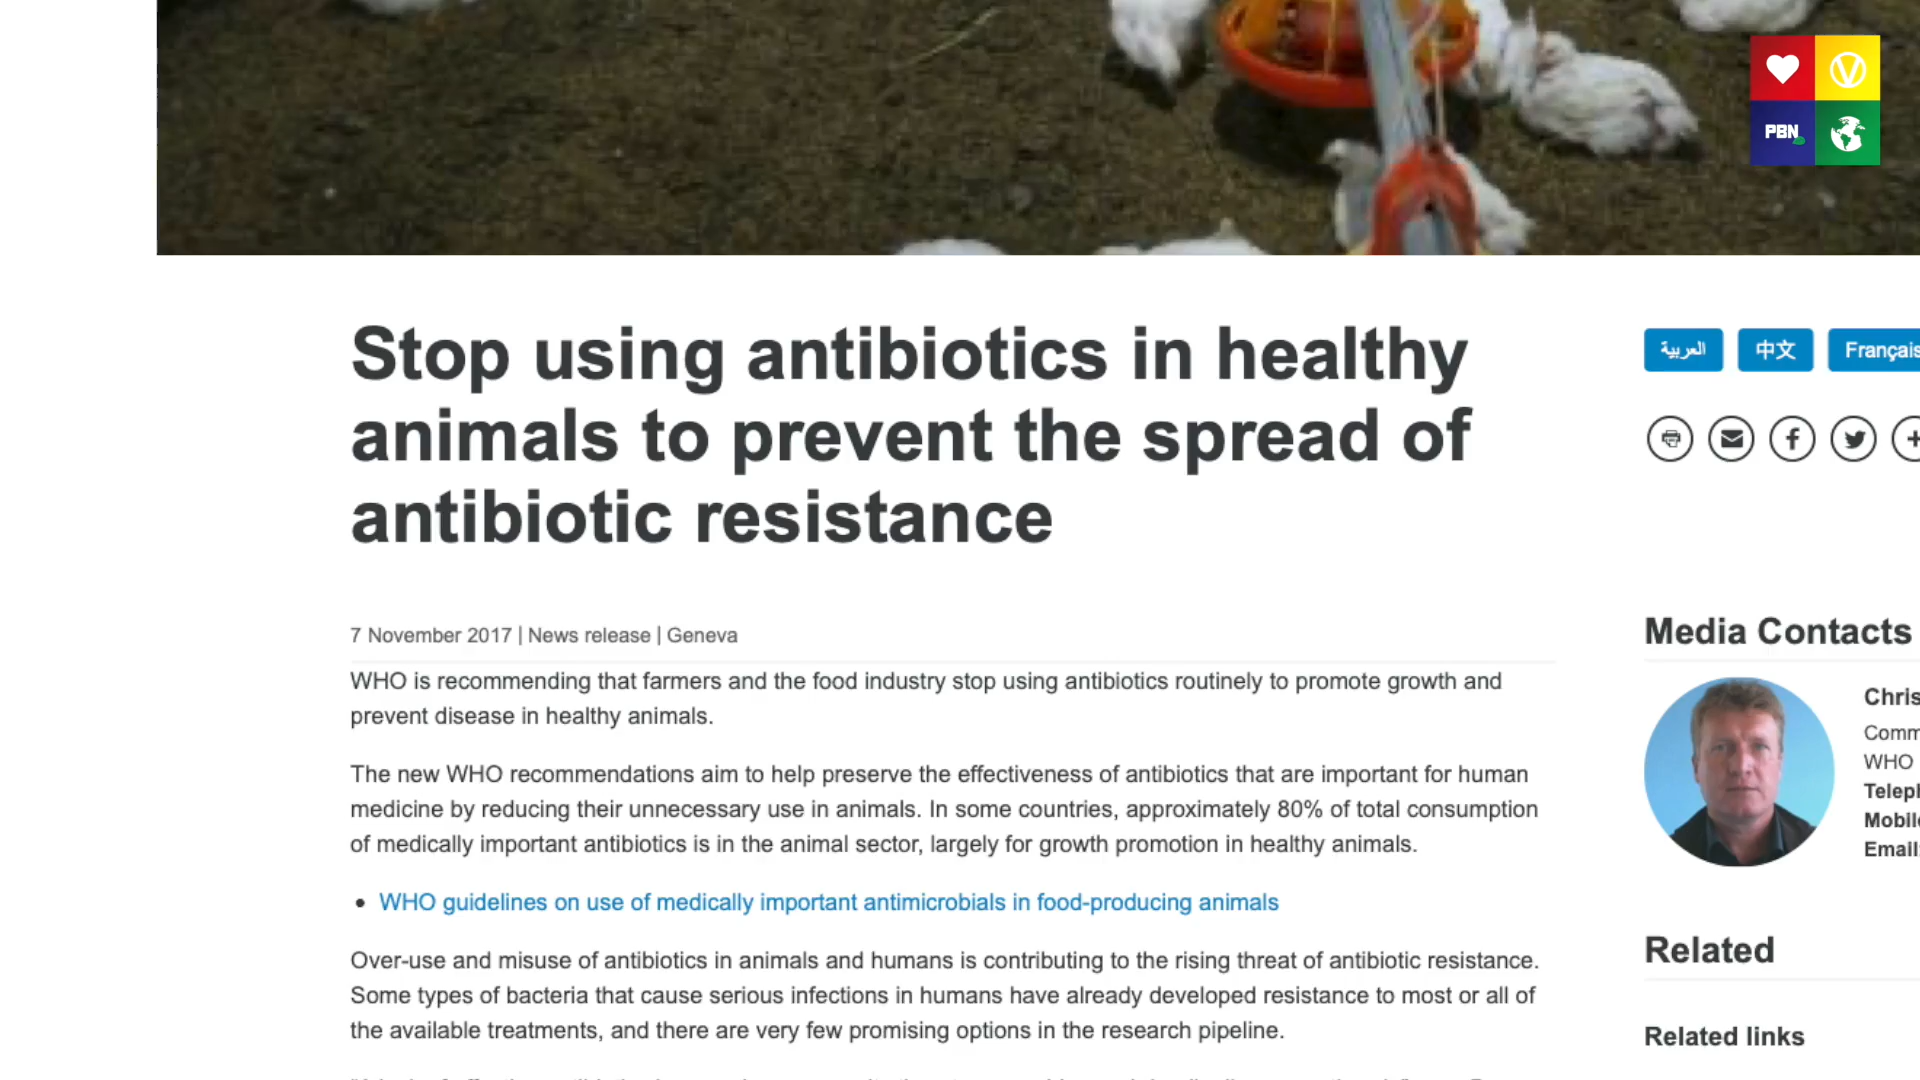 PBN
Stop using antibiotics in healthy
animals to prevent the spread of
antibiotic resistance
7 November 2017 | News release | Geneva
WHO is recommending that farmers and the food industry stop using antibiotics routinely to promote growth and
prevent disease in healthy animals.
The new WHO recommendations aim to help preserve the effectiveness of antibiotics that are important for human
medicine by reducing their unnecessary use in animals. In some countries, approximately 80% of total consumption
of medically important antibiotics is in the animal sector, largely for growth promotion in healthy animals.
• WHO guidelines on use of medically important antimicrobials in food-producing animals
Over-use and misuse of antibiotics in animals and humans is contributing to the rising threat of antibiotic resistance.
Some types of bacteria that cause serious infections in humans have already developed resistance to most or all of
the available treatments, and there are very few promising options in the research pipeline.
العربية 中文 Français
Media Contacts
Chris
Comm
WHO
Telep
Mobil
Email:
Related
Related links